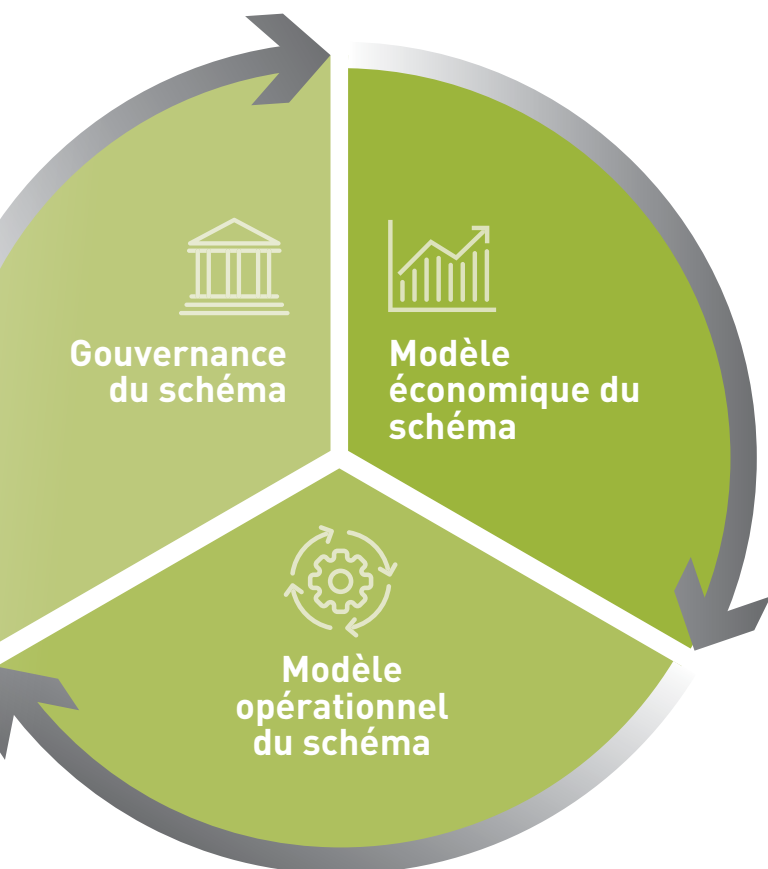 Gouvernance
du schéma
Modèle
économique du
schéma
Modèle
opérationnel
du schéma